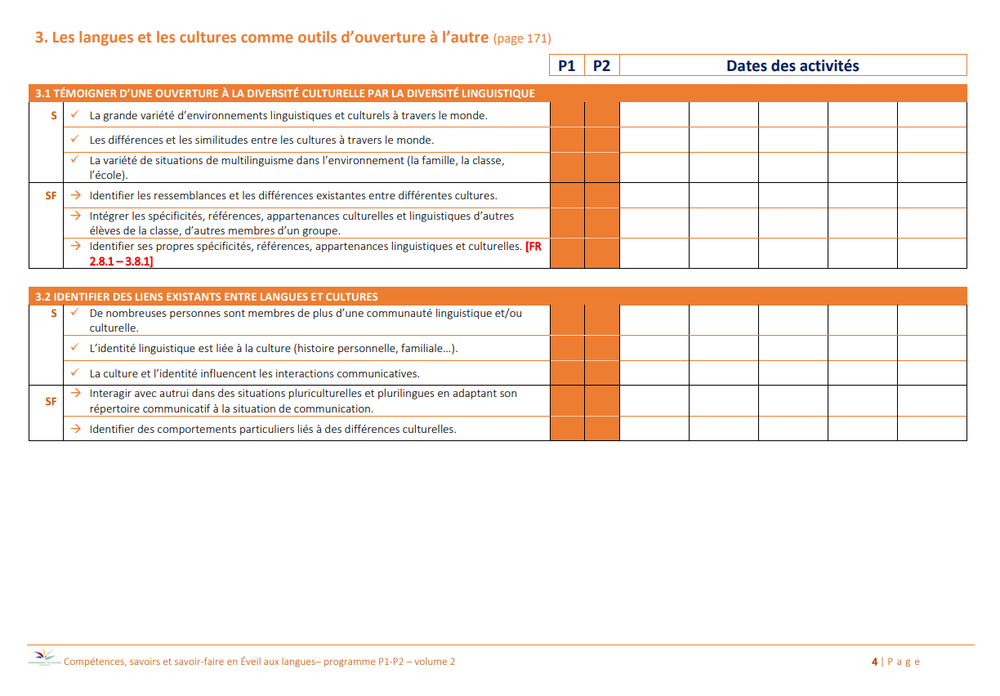 3. Les langues et les cultures comme outils d’ouverture à l’autre (page 171)
P1 P2 Dates des activités
3.1 TÉMOIGNER D’UNE OUVERTURE À LA DIVERSITÉ CULTURELLE PAR LA DIVERSITÉ LINGUISTIQUE
S ✓ La grande variété d’environnements linguistiques et culturels à travers le monde.
✓ Les différences et les similitudes entre les cultures à travers le monde.
✓ La variété de situations de multilinguisme dans l’environnement (la famille, la classe,
l’école).
SF → Identifier les ressemblances et les différences existantes entre différentes cultures.
→ Intégrer les spécificités, références, appartenances culturelles et linguistiques d’autres
élèves de la classe, d’autres membres d’un groupe.
→ Identifier ses propres spécificités, références, appartenances linguistiques et culturelles. [FR
2.8.1 – 3.8.1]
3.2 IDENTIFIER DES LIENS EXISTANTS ENTRE LANGUES ET CULTURES
S ✓ De nombreuses personnes sont membres de plus d’une communauté linguistique et/ou
culturelle.
✓ L’identité linguistique est liée à la culture (histoire personnelle, familiale…).
✓ La culture et l’identité influencent les interactions communicatives.
SF → Interagir avec autrui dans des situations pluriculturelles et plurilingues en adaptant son
répertoire communicatif à la situation de communication.
→ Identifier des comportements particuliers liés à des différences culturelles.
Compétences, savoirs et savoir-faire en Éveil aux langues– programme P1-P2 – volume 2
4 | P a g e